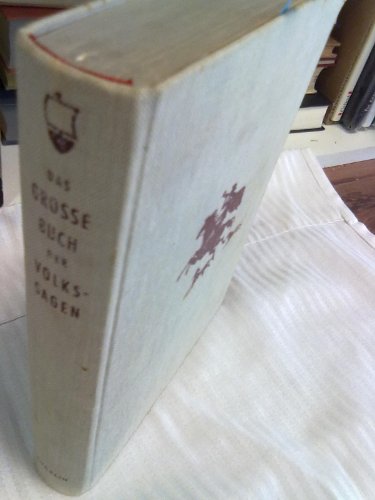 DAS
GROSSE
BUCH
DER
VOLKS-
SAGEN